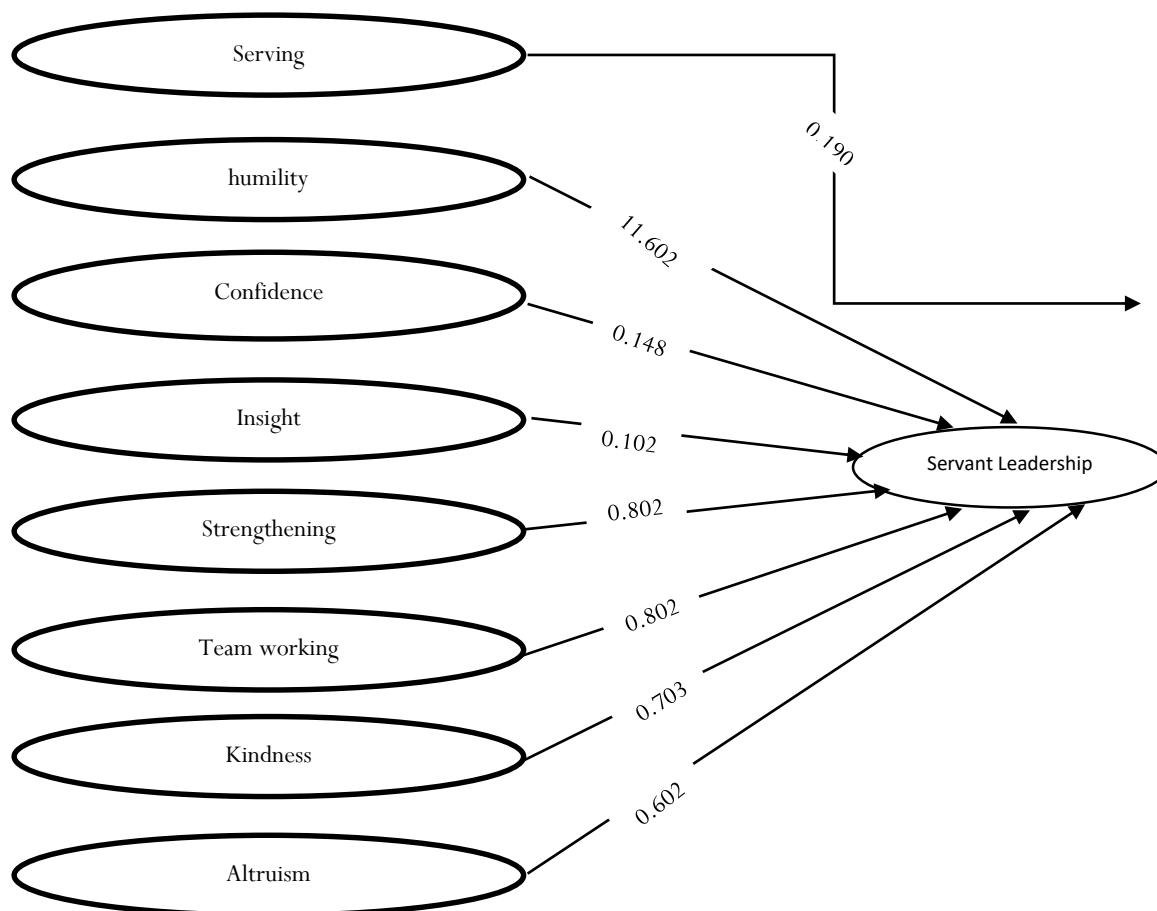 Serving
0.190
humility
11.602
Confidence
0.148
Insight
0.102
Servant Leadership
Strengthening
0.802
Team working
0.802
Kindness
0.703
Altruism
0.602